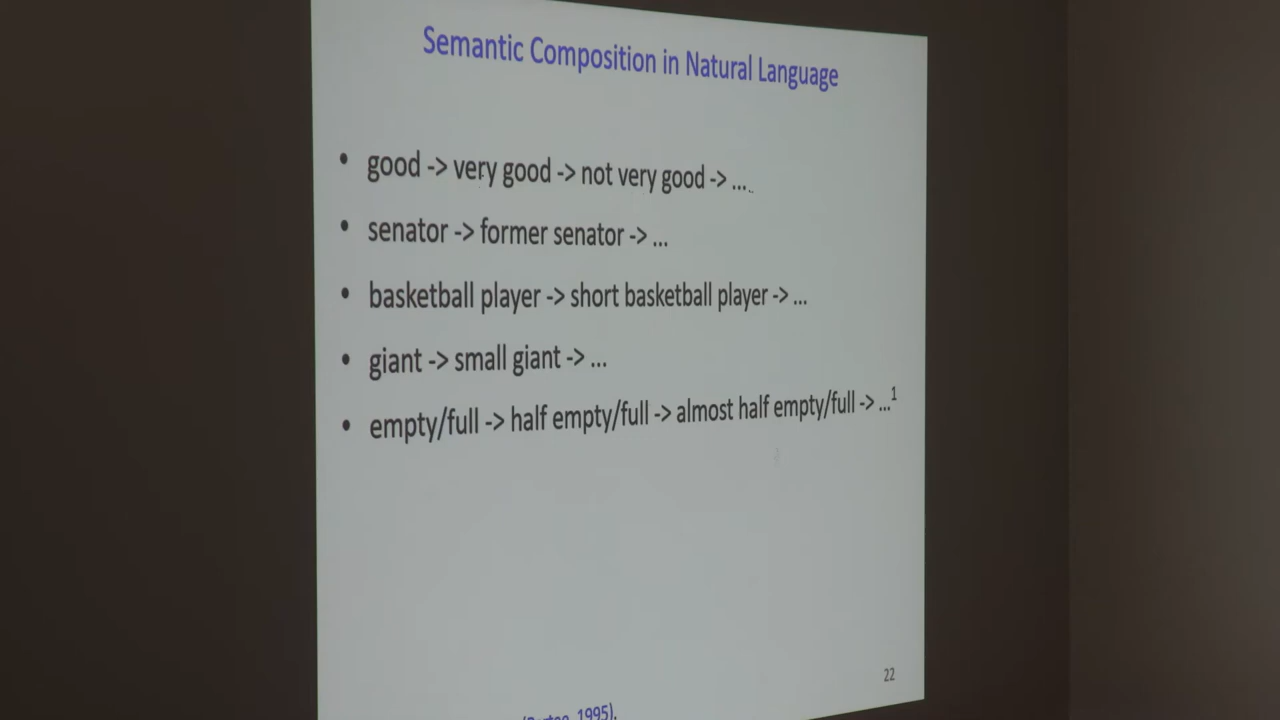 Semantic Composition in Natural Language
• good -> very good -> not very good -> ...
• senator -> former senator -> ...
• basketball player -> short basketball player -> ...
• giant -> small giant -> ...
• empty/full -> half empty/full -> almost half empty/full -> ...¹
22
1995).